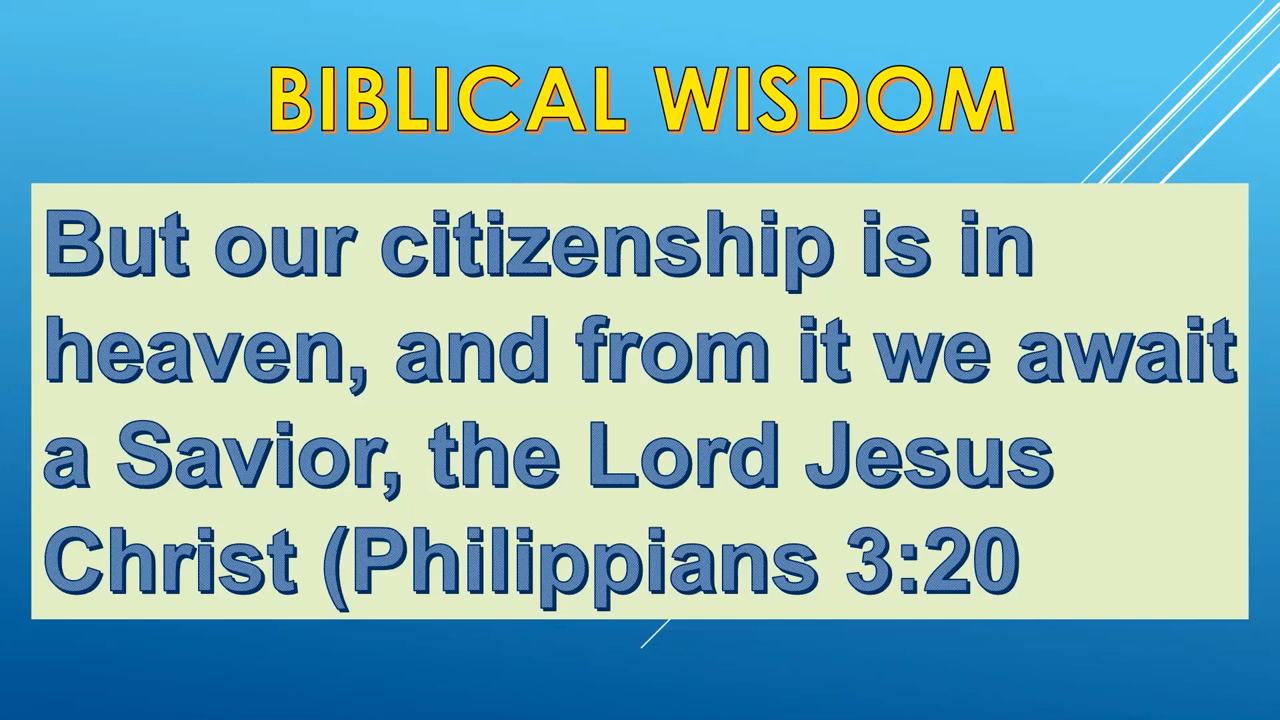 BIBLICAL WISDOM
But our citizenship is in
heaven, and from it we await
a Savior, the Lord Jesus
Christ (Philippians 3:20